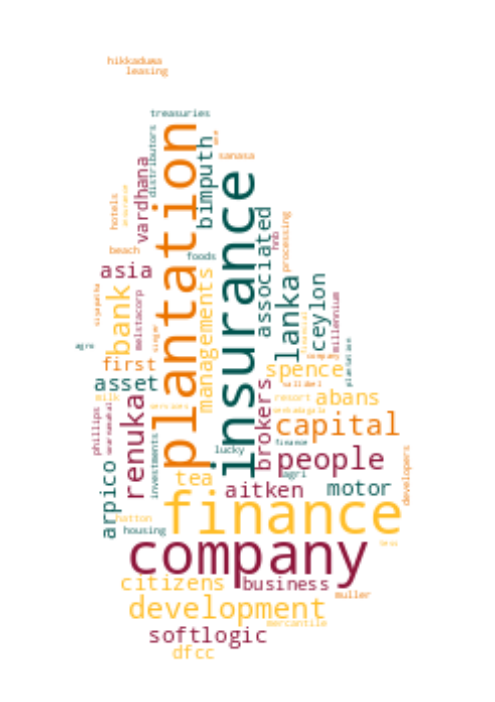 hikkaduwa
leasing
treasuries
distributors
plantation
bimputh
sanasa
insurance
vardhana
hotels
associated
hnb
processing
beach
foods
asia
managements
lanka
ceylon
millennium
bank
melstacorp
singer
company
plantation
agro
first
spence
asset
milk
resort
abans
renuka
phillips
brokers
capital
finance
lucky
people
investments
arpico
tea
agri
developers
aitken
motor
finance
hatton
housing
company
citizens
business
muller
development
mercantile
softlogic
dfcc